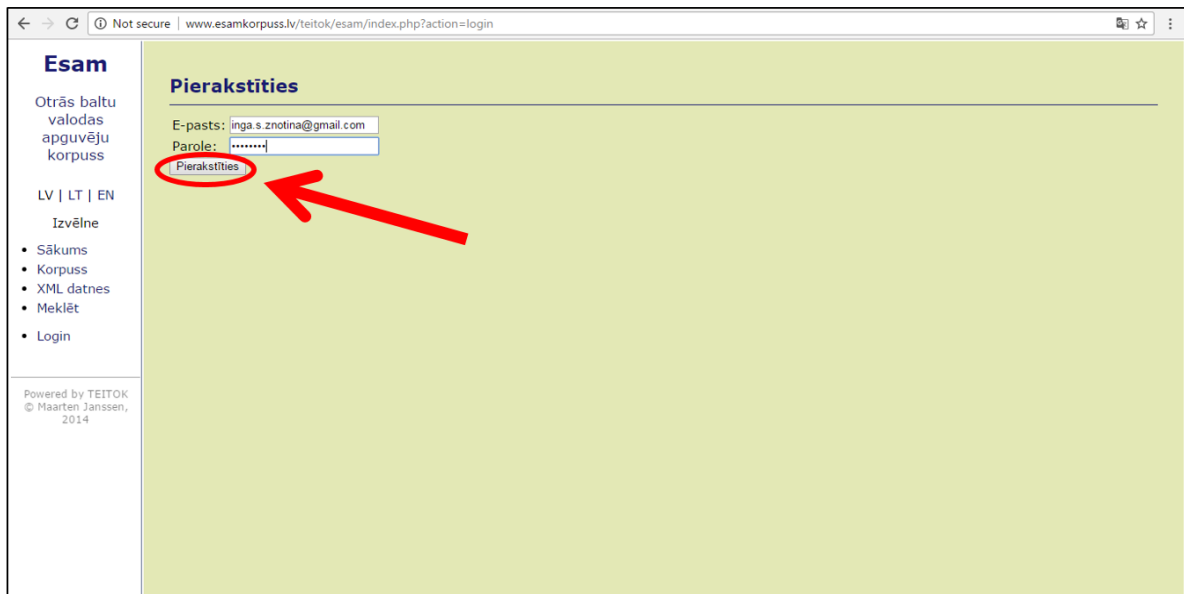 Not secure | www.esamkorpuss.lv/teitok/esam/index.php?action=login
Esam
Otrās baltu
valodas
apguvēju
korpuss
LV | LT | EN
Izvēlne
• Sākums
• Korpuss
• XML datnes
• Meklēt
• Login
Powered by TEITOK
© Maarten Janssen,
2014
Pierakstīties
E-pasts: inga.s.znotina@gmail.com
Parole: ••••••••
Pierakstīties